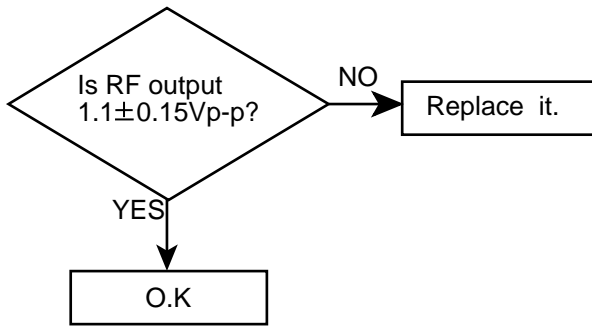 Is RF output
1.1±0.15Vp-p?
NO
Replace it.
YES
O.K